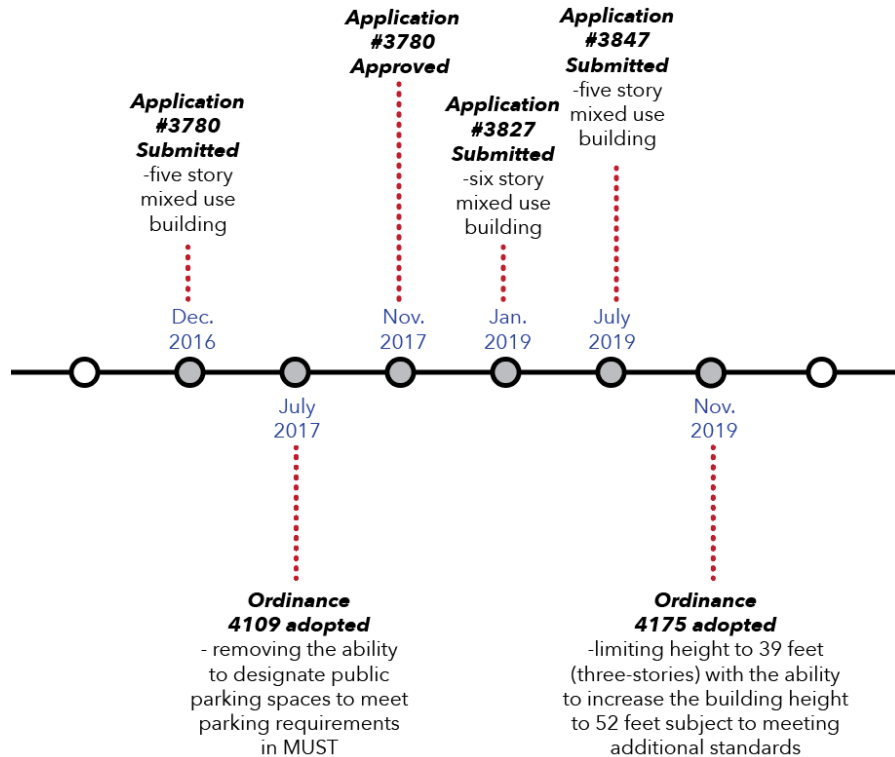 Application
#3780
Submitted
-five story
mixed use
building
Dec.
2016
July
2017
Ordinance
4109 adopted
- removing the ability
to designate public
parking spaces to meet
parking requirements
in MUST
Application
#3780
Approved
Nov.
2017
Application
#3827
Submitted
-six story
mixed use
building
Jan.
2019
Application
#3847
Submitted
-five story
mixed use
building
July
2019
Nov.
2019
Ordinance
4175 adopted
-limiting height to 39 feet
(three-stories) with the ability
to increase the building height
to 52 feet subject to meeting
additional standards